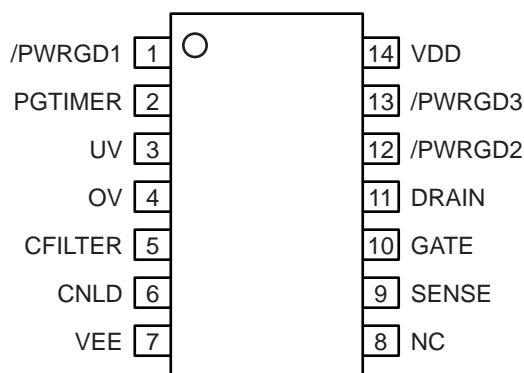 /PWRGD1 1 14 VDD
PGTIMER 2 13 /PWRGD3
UV 3 12 /PWRGD2
OV 4 11 DRAIN
CFILTER 5 10 GATE
CNLD 6 9 SENSE
VEE 7 8 NC